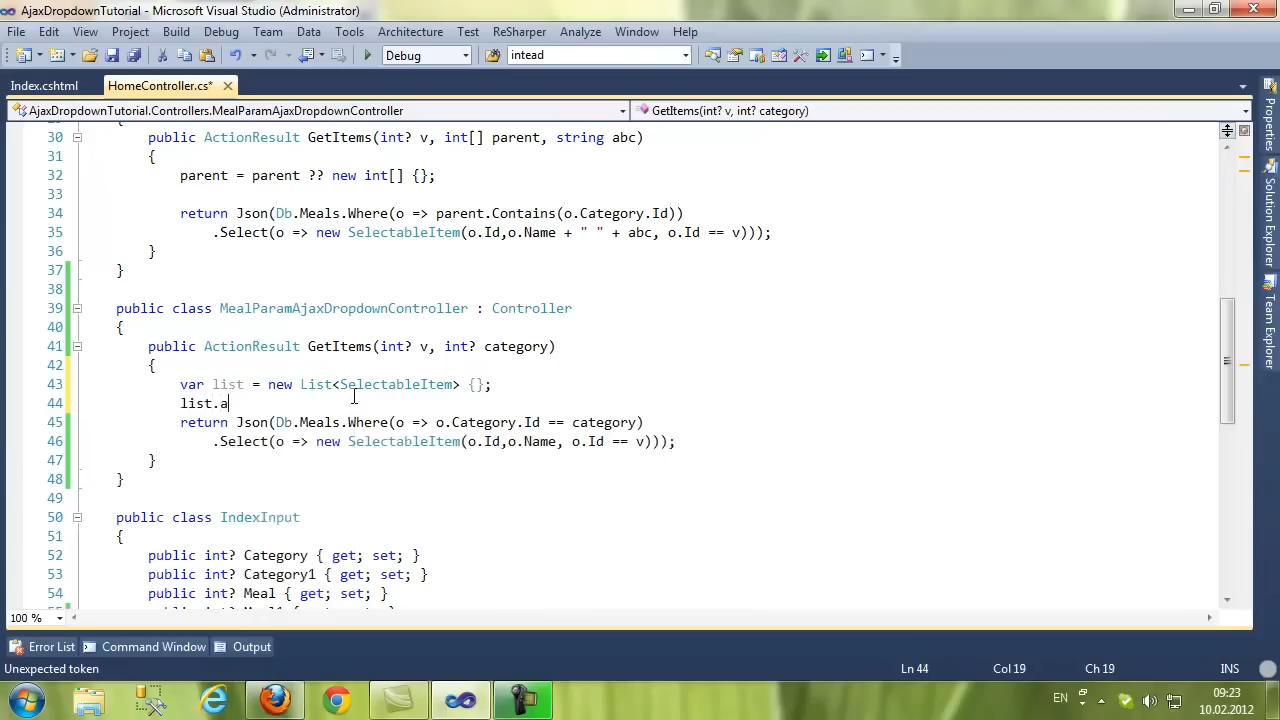 AjaxDropdownTutorial - Microsoft Visual Studio (Administrator)
File Edit View Project Build Debug Team Data Tools Architecture Test ReSharper Analyze Window Help
Debug intead
Index.cshtml HomeController.cs*
AjaxDropdownTutorial.Controllers.MealParamAjaxDropdownController GetItems(int? v, int? category)
30 public ActionResult GetItems(int? v, int[] parent, string abc)
31 {
32 parent = parent ?? new int[] {};
33
34 return Json(Db.Meals.Where(o => parent.Contains(o.Category.Id))
35 .Select(o => new SelectableItem(o.Id,o.Name + " " + abc, o.Id == v)));
36 }
37 }
38
39 public class MealParamAjaxDropdownController : Controller
40 {
41 public ActionResult GetItems(int? v, int? category)
42 {
43 var list = new List<SelectableItem> {};
44 list.a
45 return Json(Db.Meals.Where(o => o.Category.Id == category)
46 .Select(o => new SelectableItem(o.Id,o.Name, o.Id == v)));
47 }
48 }
49
50 public class IndexInput
51 {
52 public int? Category { get; set; }
53 public int? Category1 { get; set; }
54 public int? Meal { get; set; }
Properties
Solution Explorer
Team Explorer
100 %
Error List Command Window Output
Unexpected token Ln 44 Col 19 Ch 19 INS
EN 09:23
10.02.2012